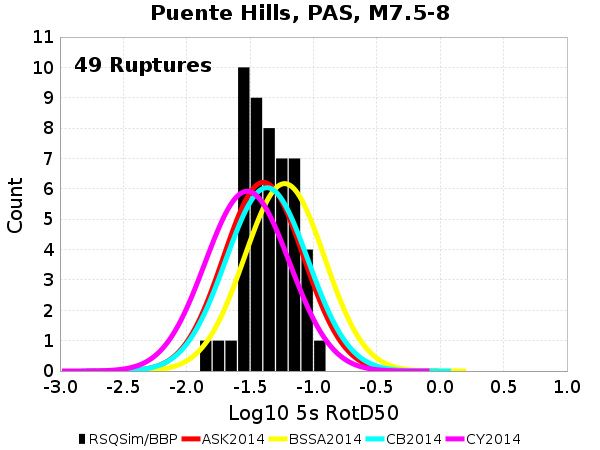 Puente Hills, PAS, M7.5-8
49 Ruptures
Count
11
10
9
8
7
6
5
4
3
2
1
0
-3.0 -2.5 -2.0 -1.5 -1.0 -0.5 0.0 0.5 1.0
Log10 5s RotD50
RSQSim/BBP ASK2014 BSSA2014 CB2014 CY2014